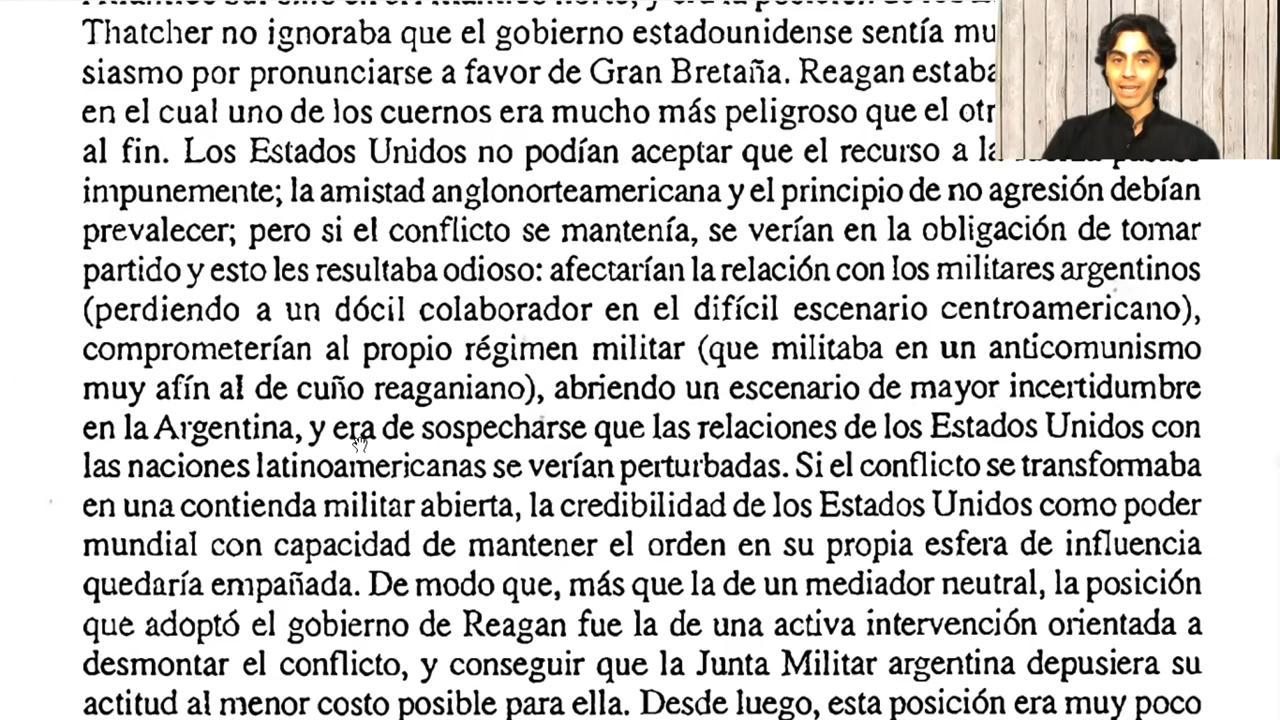 Thatcher no ignoraba que el gobierno estadounidense sentía mu
siasmo por pronunciarse a favor de Gran Bretaña. Reagan estaba
en el cual uno de los cuernos era mucho más peligroso que el otr
al fin. Los Estados Unidos no podían aceptar que el recurso a la
impunemente; la amistad anglonorteamericana y el principio de no agresión debían
prevalecer; pero si el conflicto se mantenía, se verían en la obligación de tomar
partido y esto les resultaba odioso: afectarían la relación con los militares argentinos
(perdiendo a un dócil colaborador en el difícil escenario centroamericano),
comprometerían al propio régimen militar (que militaba en un anticomunismo
muy afín al de cuño reaganiano), abriendo un escenario de mayor incertidumbre
en la Argentina, y era de sospecharse que las relaciones de los Estados Unidos con
las naciones latinoamericanas se verían perturbadas. Si el conflicto se transformaba
en una contienda militar abierta, la credibilidad de los Estados Unidos como poder
mundial con capacidad de mantener el orden en su propia esfera de influencia
quedaría empañada. De modo que, más que la de un mediador neutral, la posición
que adoptó el gobierno de Reagan fue la de una activa intervención orientada a
desmontar el conflicto, y conseguir que la Junta Militar argentina depusiera su
actitud al menor costo posible para ella. Desde luego, esta posición era muy poco